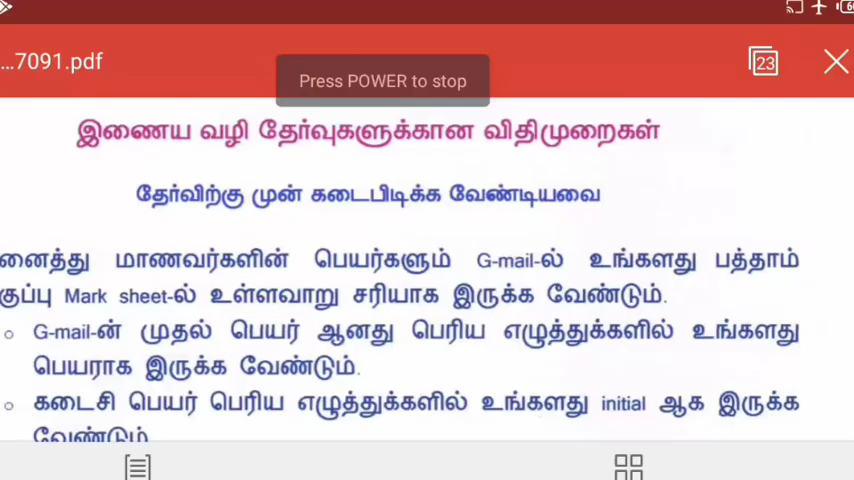 ...7091.pdf
23
Press POWER to stop
இணைய வழி தேர்வுகளுக்கான விதிமுறைகள்
தேர்விற்கு முன் கடைபிடிக்க வேண்டியவை
னைத்து மாணவர்களின் பெயர்களும் G-mail-ல் உங்களது பத்தாம்
குப்பு Mark sheet-ல் உள்ளவாறு சரியாக இருக்க வேண்டும்.
○ G-mail-ன் முதல் பெயர் ஆனது பெரிய எழுத்துக்களில் உங்களது
பெயராக இருக்க வேண்டும்.
○ கடைசி பெயர் பெரிய எழுத்துக்களில் உங்களது initial ஆக இருக்க
வேண்டும்